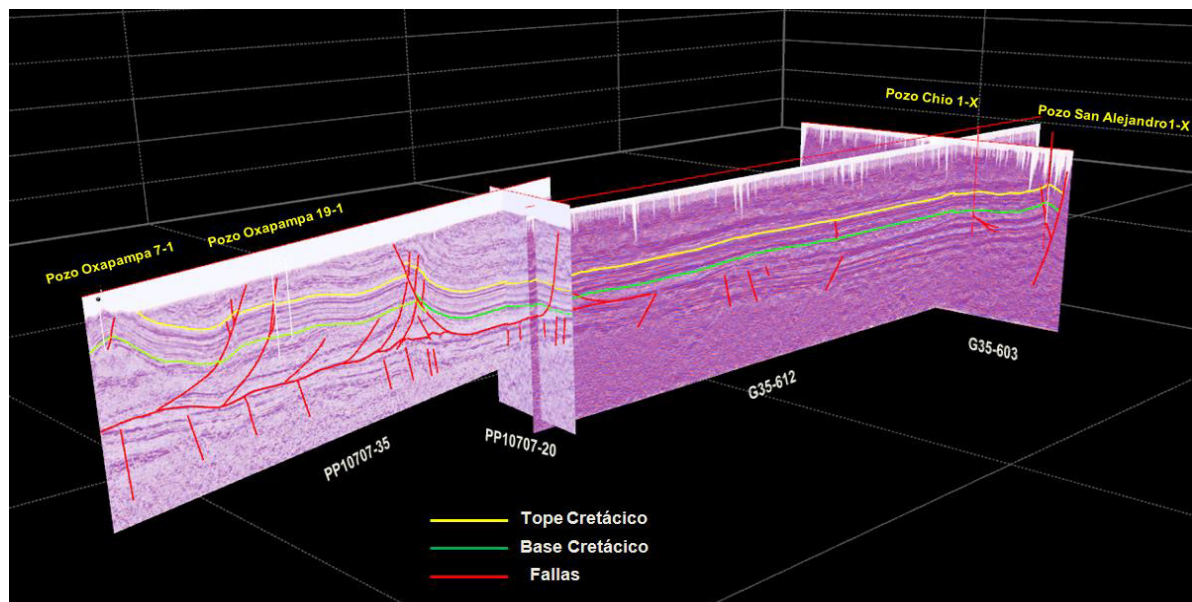 Pozo Chio 1-X
Pozo San Alejandro1-X
Pozo Oxapampa 19-1
Pozo Oxapampa 7-1
G35-603
G35-612
PP10707-20
PP10707-35
Tope Cretácico
Base Cretácico
Fallas